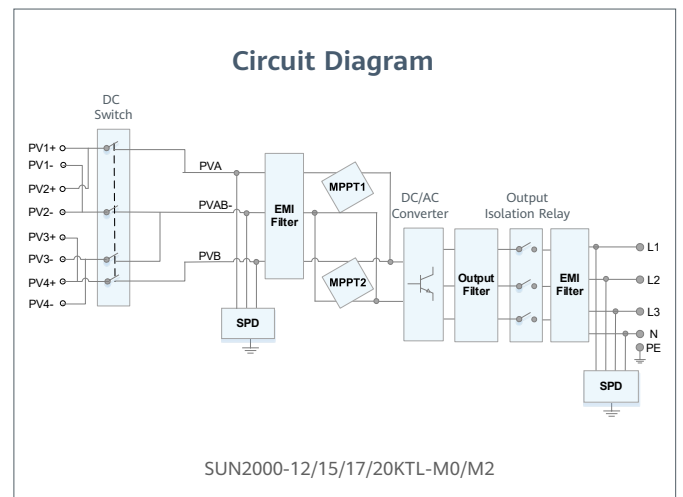 Circuit Diagram
DC
Switch
PV1+
PV1-
PV2+
PV2-
PV3+
PV3-
PV4+
PV4-
PVA
PVAB-
PVB
EMI
Filter
MPPT1
MPPT2
SPD
DC/AC
Converter
Output
Filter
Output
Isolation Relay
EMI
Filter
L1
L2
L3
N
PE
SPD
SUN2000-12/15/17/20KTL-M0/M2